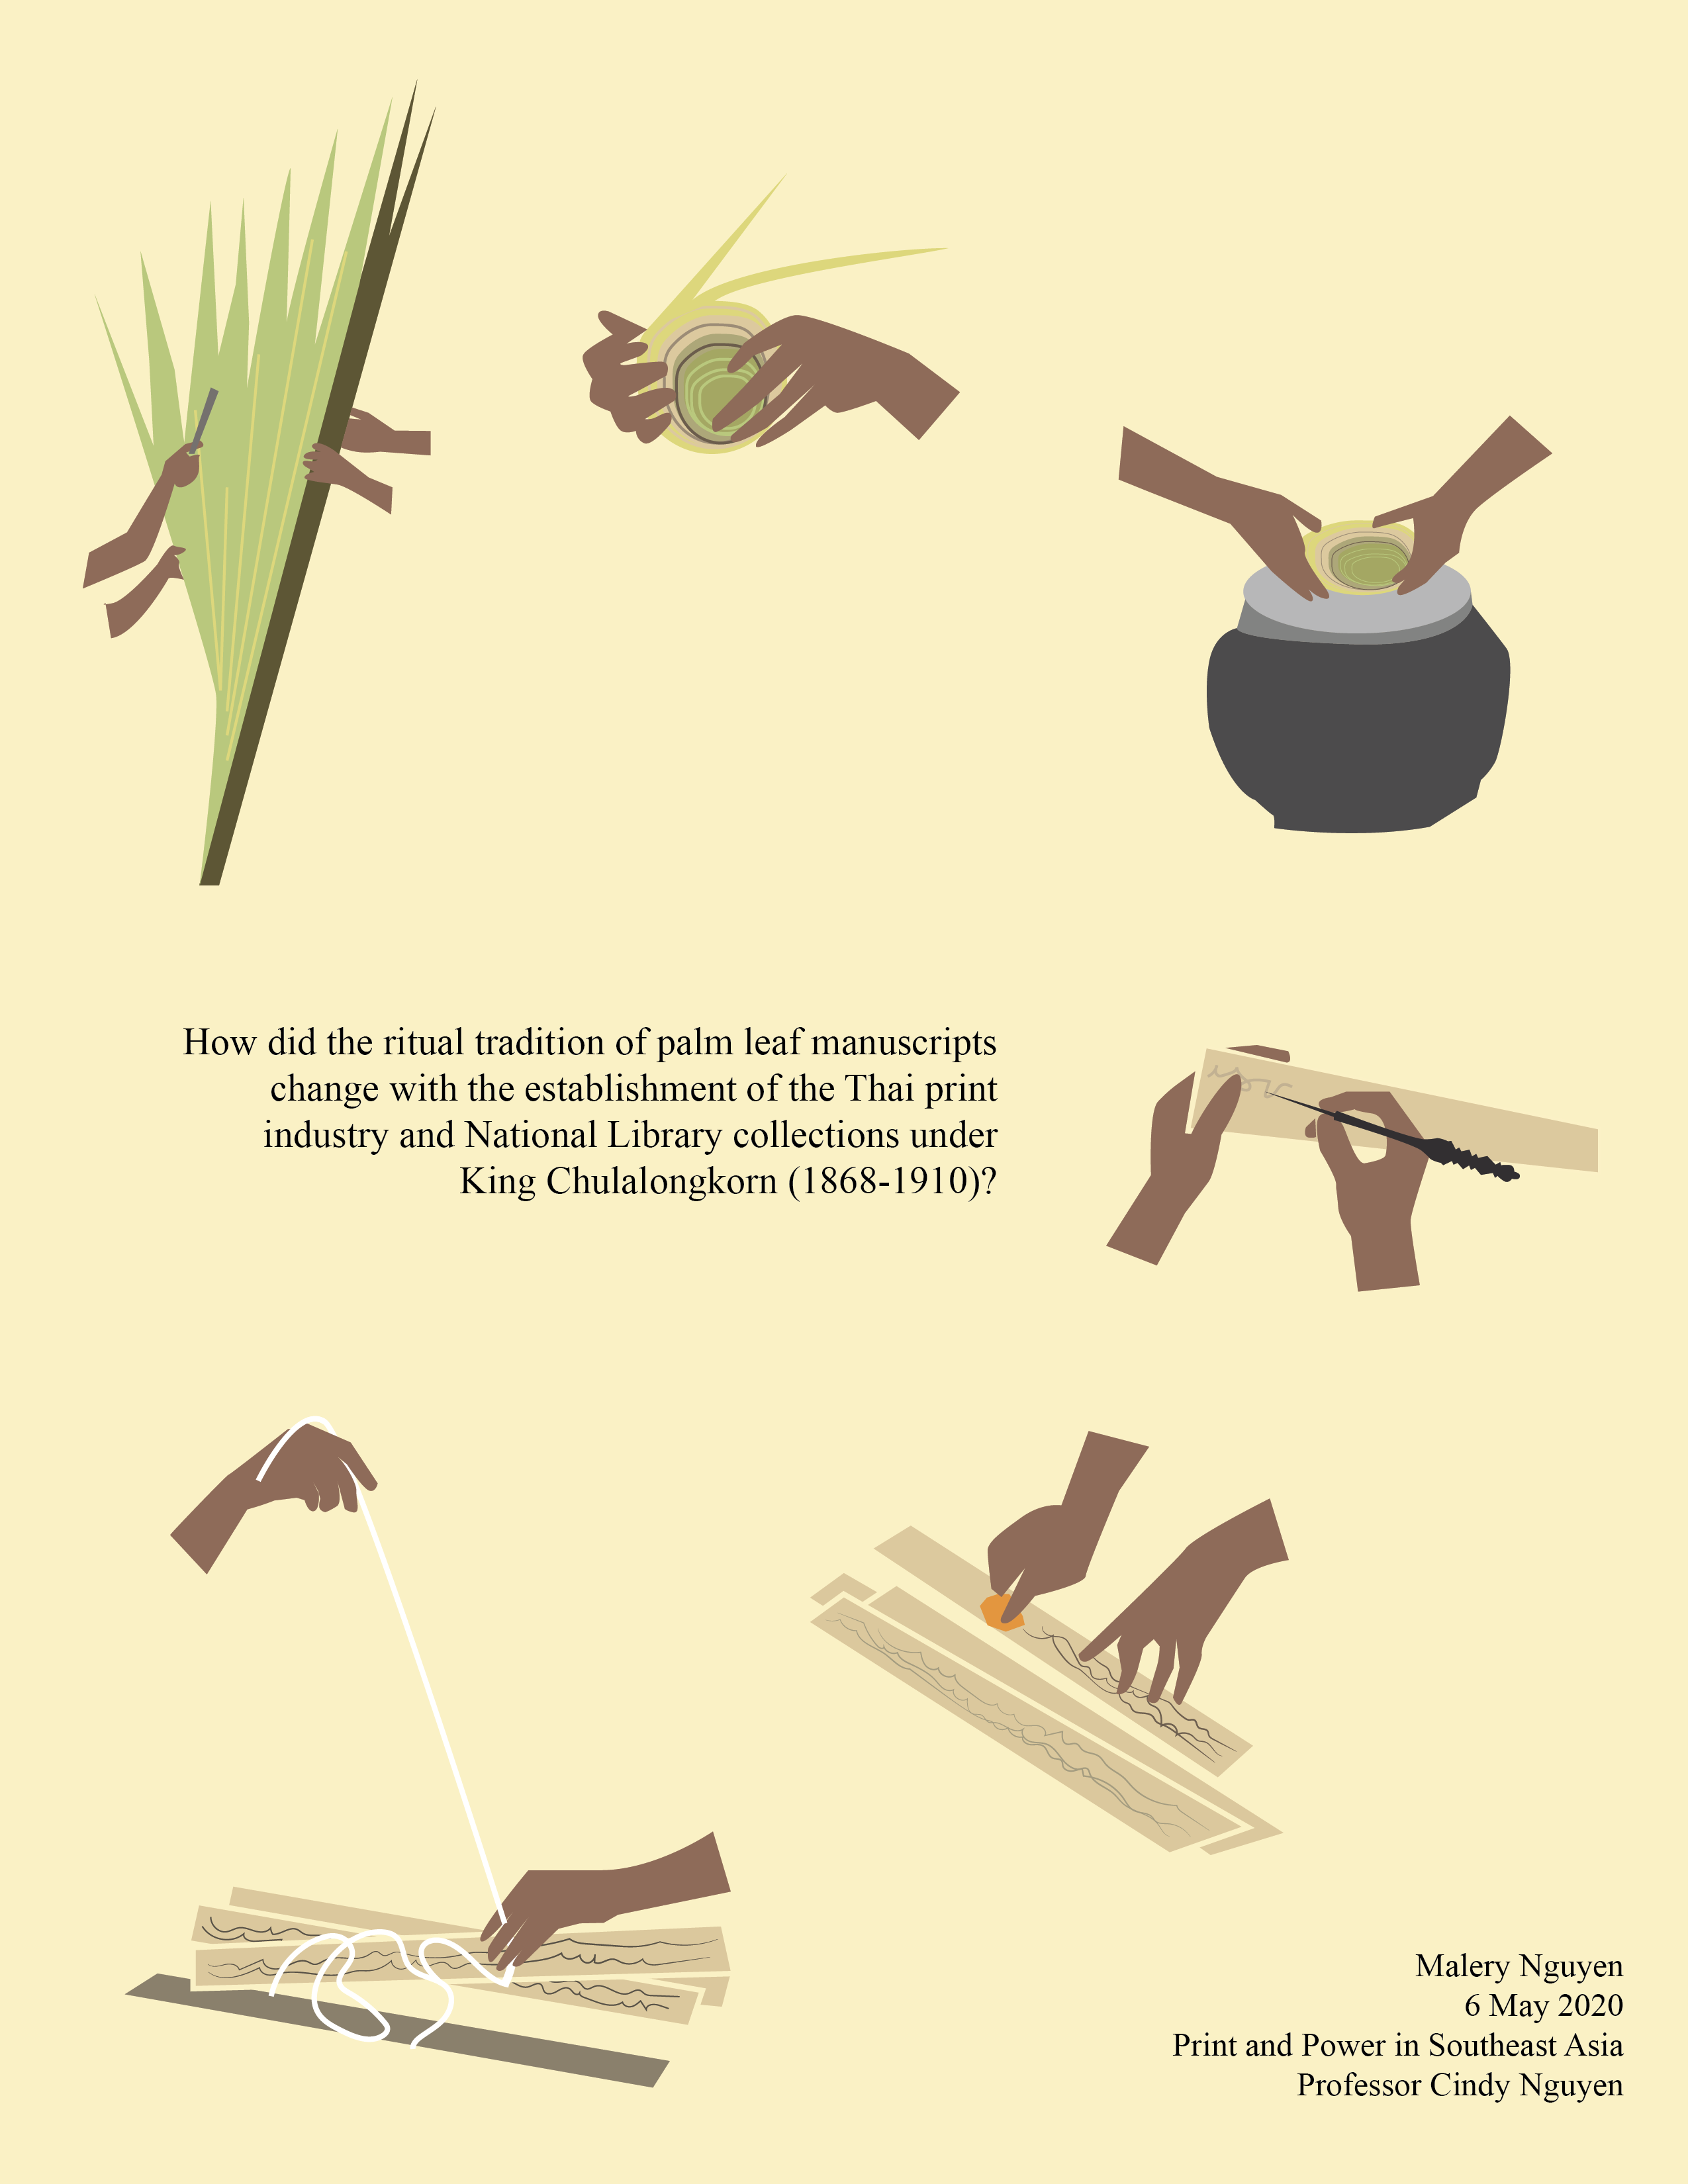 How did the ritual tradition of palm leaf manuscripts
change with the establishment of the Thai print
industry and National Library collections under
King Chulalongkorn (1868-1910)?
Malery Nguyen
6 May 2020
Print and Power in Southeast Asia
Professor Cindy Nguyen